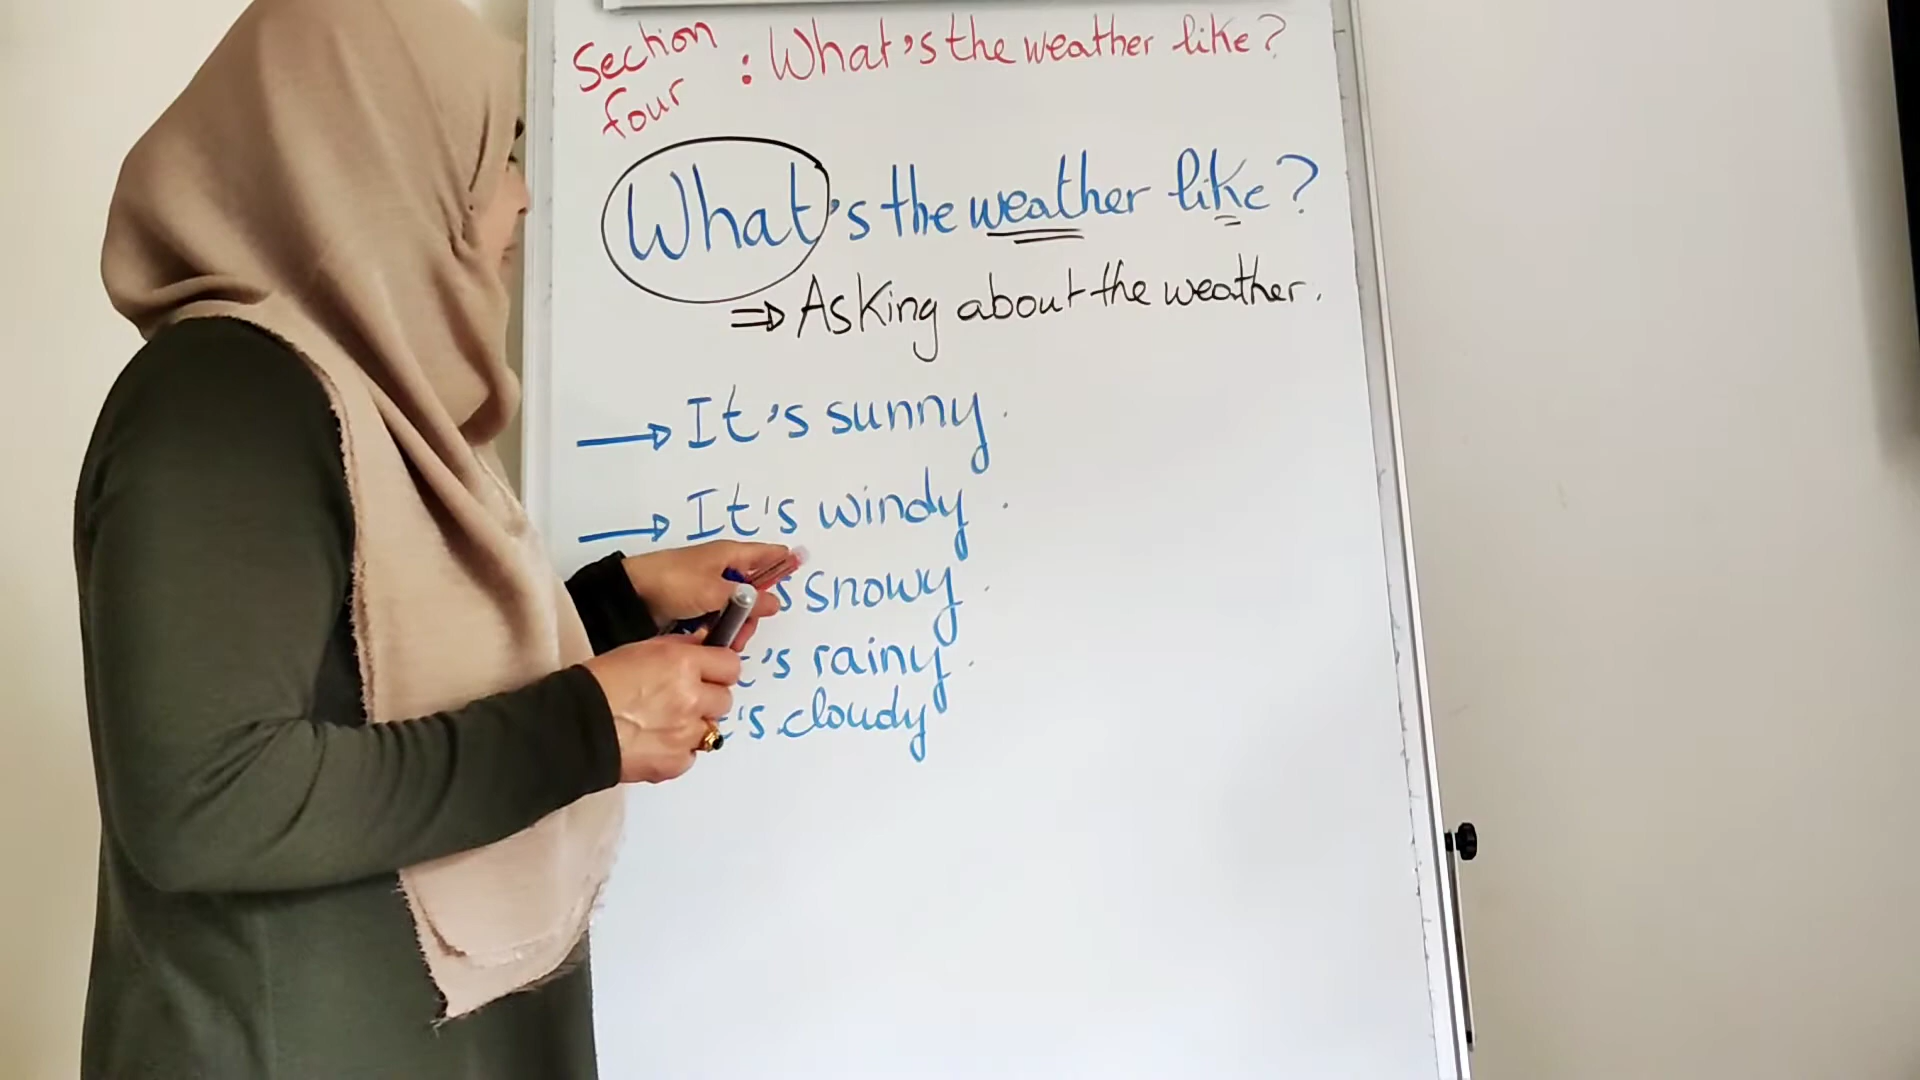 Section four : What's the weather like?
What's the weather like?
⇒ Asking about the weather.
→ It's sunny.
→ It's windy.
's snowy.
t's rainy.
t's cloudy